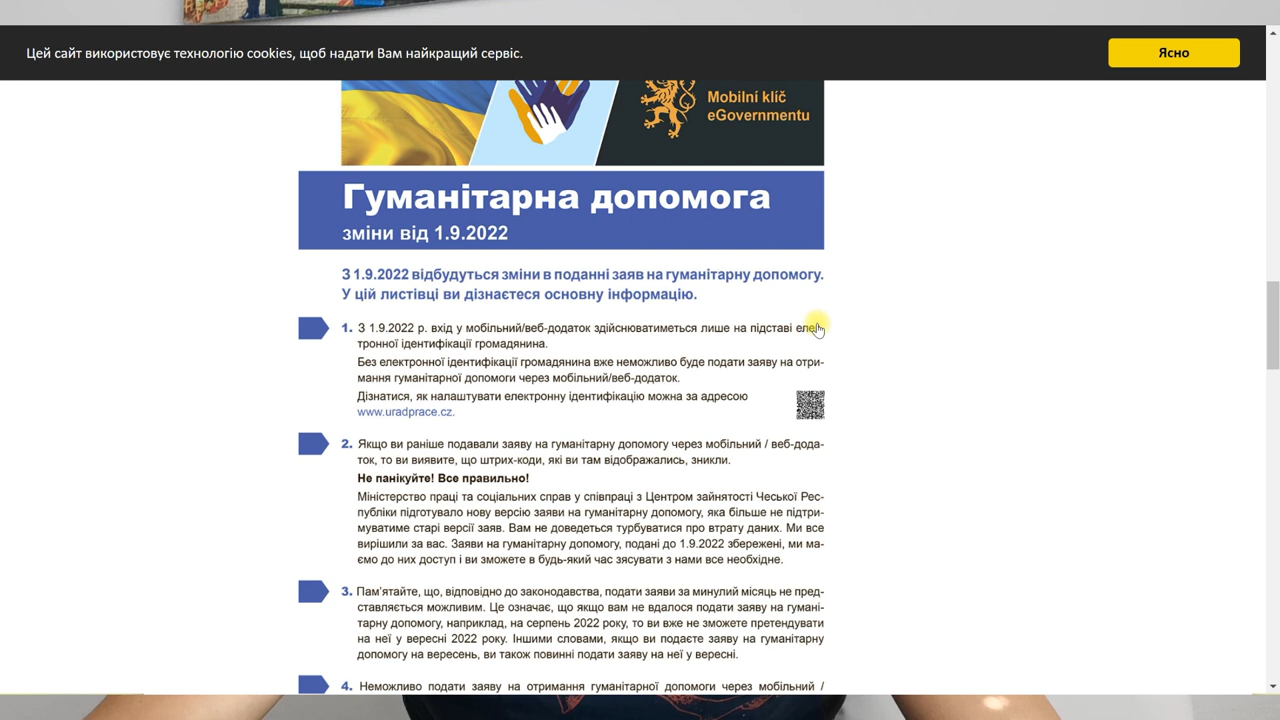 Цей сайт використовує технологію cookies, щоб надати Вам найкращий сервіс.
Ясно
Mobilní klíč
eGovernmentu
Гуманітарна допомога
зміни від 1.9.2022
З 1.9.2022 відбудуться зміни в поданні заяв на гуманітарну допомогу.
У цій листівці ви дізнаєтеся основну інформацію.
1. З 1.9.2022 р. вхід у мобільний/веб-додаток здійснюватиметься лише на підставі елек-
тронної ідентифікації громадянина.
Без електронної ідентифікації громадянина вже неможливо буде подати заяву на отри-
мання гуманітарної допомоги через мобільний/веб-додаток.
Дізнатися, як налаштувати електронну ідентифікацію можна за адресою
www.uradprace.cz.
2. Якщо ви раніше подавали заяву на гуманітарну допомогу через мобільний / веб-дода-
ток, то ви виявите, що штрих-коди, які ви там відображались, зникли.
Не панікуйте! Все правильно!
Міністерство праці та соціальних справ у співпраці з Центром зайнятості Чеської Рес-
публіки підготувало нову версію заяви на гуманітарну допомогу, яка більше не підтри-
муватиме старі версії заяв. Вам не доведеться турбуватися про втрату даних. Ми все
вирішили за вас. Заяви на гуманітарну допомогу, подані до 1.9.2022 збережені, ми ма-
ємо до них доступ і ви зможете в будь-який час зясувати з нами все необхідне.
3. Пам’ятайте, що, відповідно до законодавства, подати заяви за минулий місяць не пред-
ставляється можливим. Це означає, що якщо вам не вдалося подати заяву на гумані-
тарну допомогу, наприклад, на серпень 2022 року, то ви вже не зможете претендувати
на неї у вересні 2022 року. Іншими словами, якщо ви подаєте заяву на гуманітарну
допомогу на вересень, ви також повинні подати заяву на неї у вересні.
4. Неможливо подати заяву на отримання гуманітарної допомоги через мобільний /